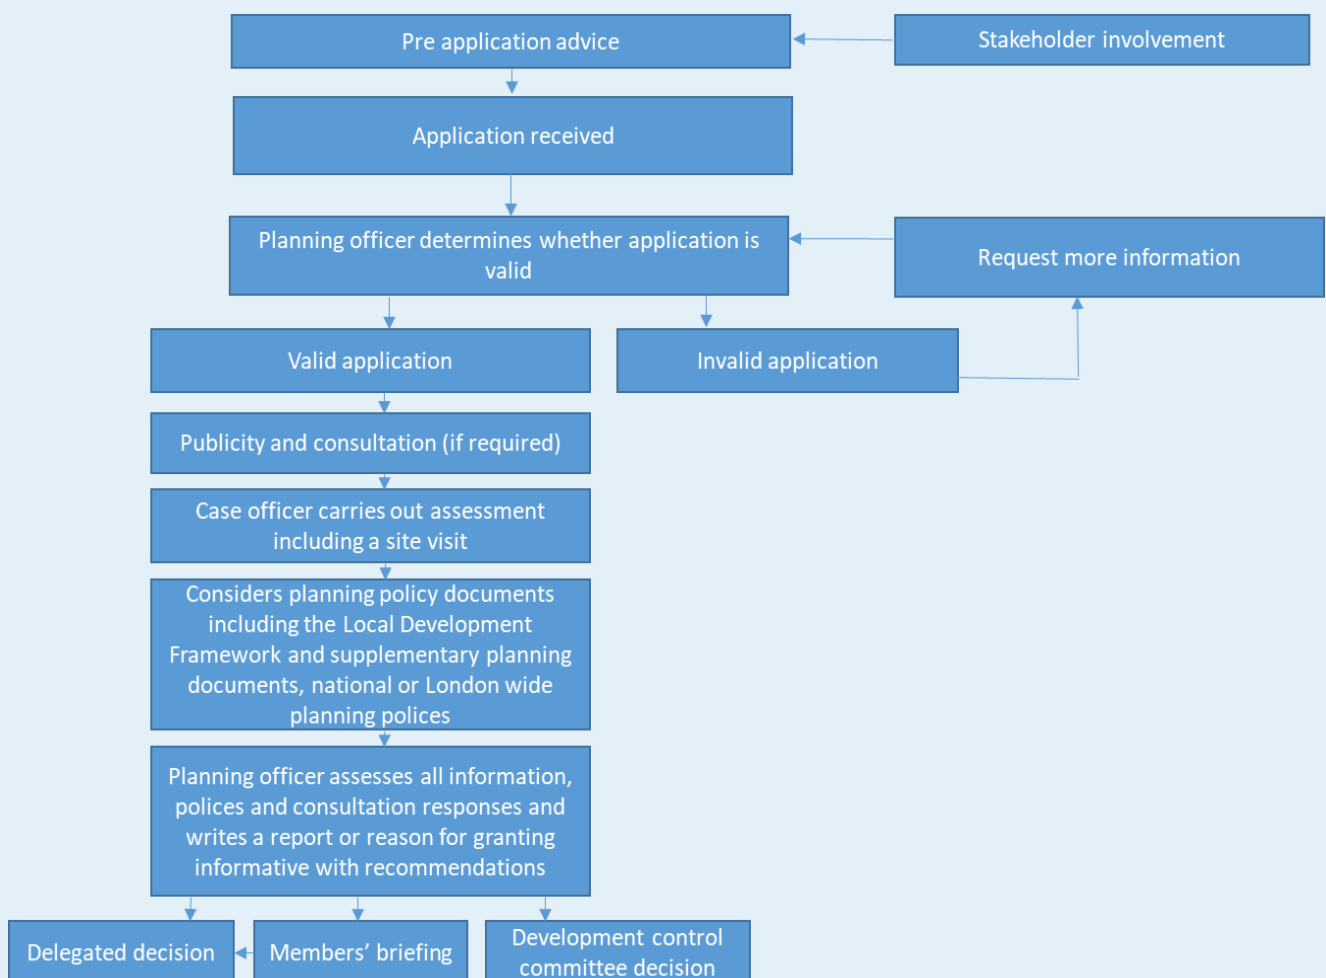 Pre application advice
Stakeholder involvement
Application received
Planning officer determines whether application is
valid
Request more information
Valid application
Invalid application
Publicity and consultation (if required)
Case officer carries out assessment
including a site visit
Considers planning policy documents
including the Local Development
Framework and supplementary planning
documents, national or London wide
planning polices
Planning officer assesses all information,
polices and consultation responses and
writes a report or reason for granting
informative with recommendations
Delegated decision
Members’ briefing
Development control
committee decision